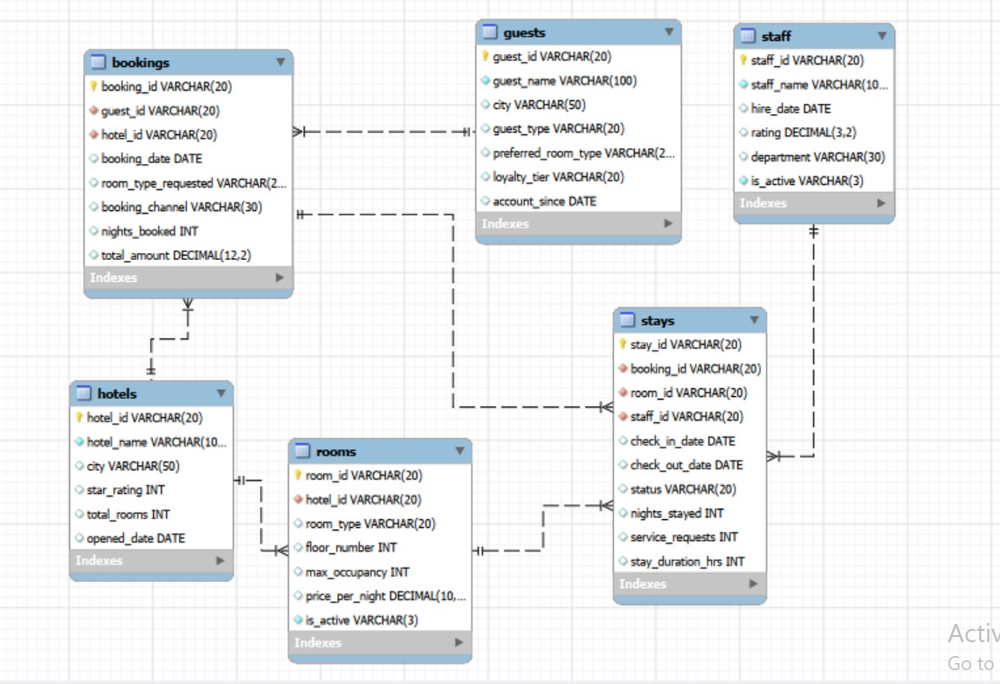 bookings
booking_id VARCHAR(20)
guest_id VARCHAR(20)
hotel_id VARCHAR(20)
booking_date DATE
room_type_requested VARCHAR(2...
booking_channel VARCHAR(30)
nights_booked INT
total_amount DECIMAL(12,2)
Indexes
guests
guest_id VARCHAR(20)
guest_name VARCHAR(100)
city VARCHAR(50)
guest_type VARCHAR(20)
preferred_room_type VARCHAR(2...
loyalty_tier VARCHAR(20)
account_since DATE
Indexes
staff
staff_id VARCHAR(20)
staff_name VARCHAR(10...
hire_date DATE
rating DECIMAL(3,2)
department VARCHAR(30)
is_active VARCHAR(3)
Indexes
hotels
hotel_id VARCHAR(20)
hotel_name VARCHAR(10...
city VARCHAR(50)
star_rating INT
total_rooms INT
opened_date DATE
Indexes
rooms
room_id VARCHAR(20)
hotel_id VARCHAR(20)
room_type VARCHAR(20)
floor_number INT
max_occupancy INT
price_per_night DECIMAL(10,...
is_active VARCHAR(3)
Indexes
stays
stay_id VARCHAR(20)
booking_id VARCHAR(20)
room_id VARCHAR(20)
staff_id VARCHAR(20)
check_in_date DATE
check_out_date DATE
status VARCHAR(20)
nights_stayed INT
service_requests INT
stay_duration_hrs INT
Indexes
Activ
Go to